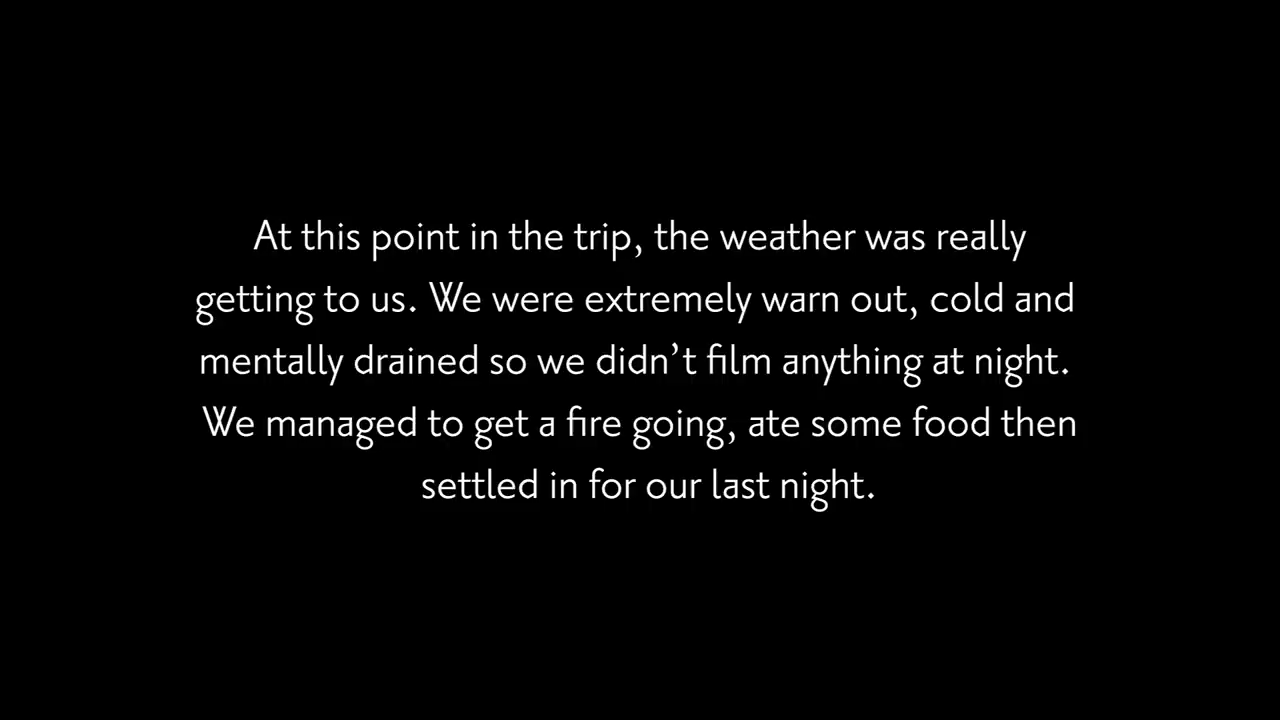 At this point in the trip, the weather was really
getting to us. We were extremely warn out, cold and
mentally drained so we didn’t film anything at night.
We managed to get a fire going, ate some food then
settled in for our last night.